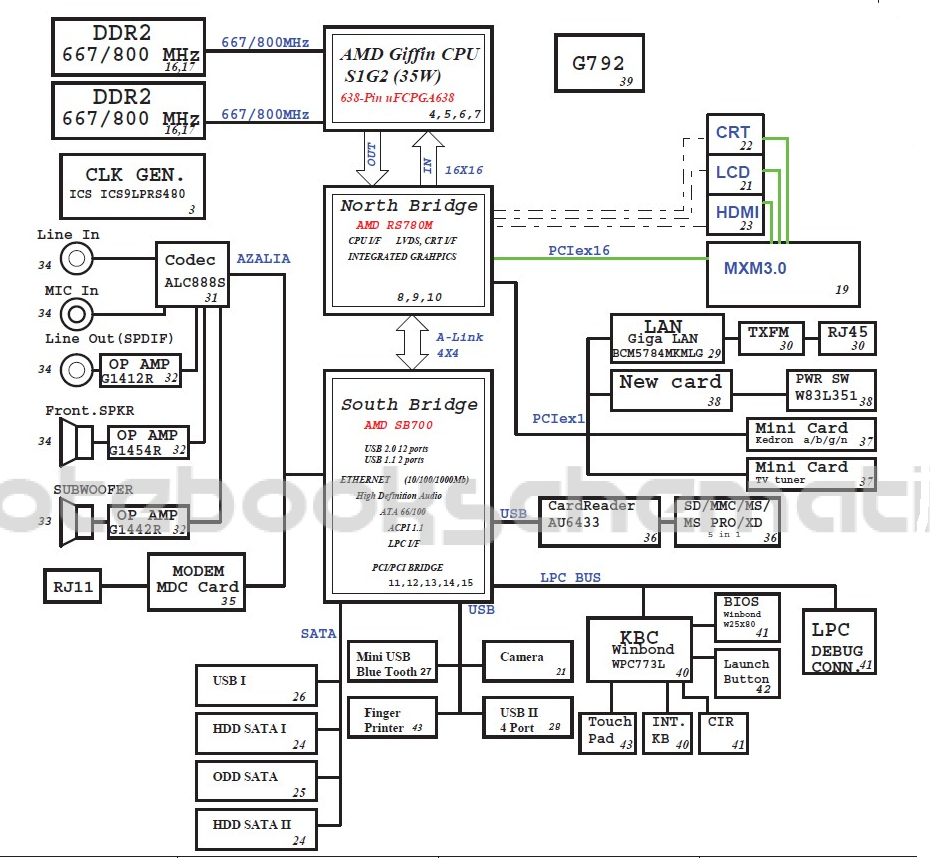 DDR2
667/800 MHz
16,17
667/800MHz
DDR2
667/800 MHz
16,17
667/800MHz
AMD Giffin CPU
S1G2 (35W)
638-Pin uFCPGA638
4,5,6,7
G792
39
CLK GEN.
ICS ICS9LPRS480
3
OUT
IN
16X16
North Bridge
AMD RS780M
CPU I/F LVDS, CRT I/F
INTEGRATED GRAHPICS
8,9,10
CRT
22
LCD
21
HDMI
23
PCIex16
MXM3.0
19
Line In
34
MIC In
34
Line Out(SPDIF)
34
Codec
ALC888S
31
AZALIA
OP AMP
G1412R 32
Front.SPKR
34
OP AMP
G1454R 32
SUBWOOFER
33
OP AMP
G1442R 32
RJ11
MODEM
MDC Card
35
A-Link
4X4
South Bridge
AMD SB700
USB 2.0 12 ports
USB 1.1 2 ports
ETHERNET (10/100/1000Mb)
High Definition Audio
ATA 66/100
ACPI 1.1
LPC I/F
PCI/PCI BRIDGE
11,12,13,14,15
PCIex1
LAN
Giga LAN
BCM5784MKMLG 29
TXFM
30
RJ45
30
New card
38
PWR SW
W83L351
38
Mini Card
Kedron a/b/g/n 37
Mini Card
TV tuner
37
USB
CardReader
AU6433
36
SD/MMC/MS/
MS PRO/XD
5 in 1
36
LPC BUS
KBC
Winbond
WPC773L
40
BIOS
Winbond
W25X80
41
Launch
Button
42
LPC
DEBUG
CONN.
41
Touch
Pad 43
INT.
KB 40
CIR
41
USB
Mini USB
Blue Tooth 27
Camera
21
Finger
Printer 43
USB II
4 Port 28
SATA
USB I
26
HDD SATA I
24
ODD SATA
25
HDD SATA II
24